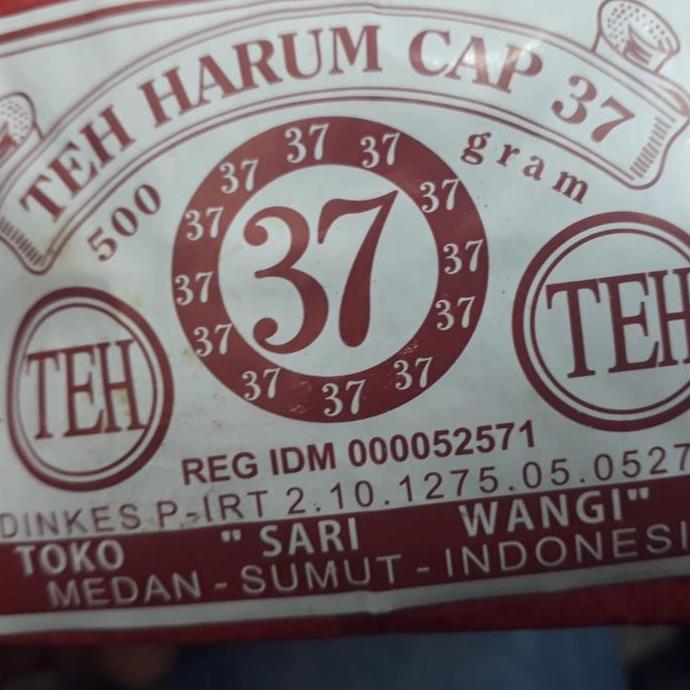 TEH HARUM CAP 37
500 gram
37 37 37 37 37 37 37 37 37 37 37 37
37
TEH
TEH
REG IDM 000052571
DINKES P-IRT 2.10.1275.05.0527
TOKO " SARI WANGI"
MEDAN - SUMUT - INDONESI